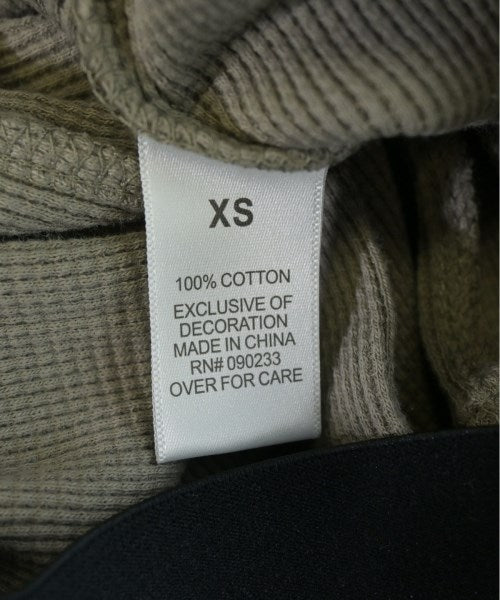 XS
100% COTTON
EXCLUSIVE OF
DECORATION
MADE IN CHINA
RN# 090233
OVER FOR CARE